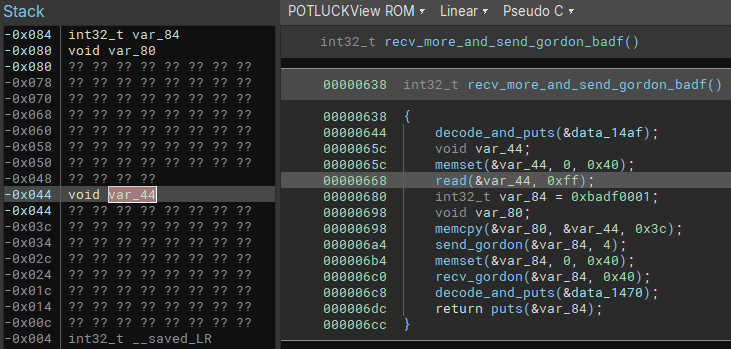 Stack
-0x084 int32_t var_84
-0x080 void var_80
-0x080 ?? ?? ?? ?? ?? ?? ?? ??
-0x078 ?? ?? ?? ?? ?? ?? ?? ??
-0x070 ?? ?? ?? ?? ?? ?? ?? ??
-0x068 ?? ?? ?? ?? ?? ?? ?? ??
-0x060 ?? ?? ?? ?? ?? ?? ?? ??
-0x058 ?? ?? ?? ?? ?? ?? ?? ??
-0x050 ?? ?? ?? ?? ?? ?? ?? ??
-0x048 ?? ?? ?? ??
-0x044 void var_44
-0x044 ?? ?? ?? ?? ?? ?? ?? ??
-0x03c ?? ?? ?? ?? ?? ?? ?? ??
-0x034 ?? ?? ?? ?? ?? ?? ?? ??
-0x02c ?? ?? ?? ?? ?? ?? ?? ??
-0x024 ?? ?? ?? ?? ?? ?? ?? ??
-0x01c ?? ?? ?? ?? ?? ?? ?? ??
-0x014 ?? ?? ?? ?? ?? ?? ?? ??
-0x00c ?? ?? ?? ?? ?? ?? ?? ??
-0x004 int32_t __saved_LR
POTLUCKView ROM Linear Pseudo C
int32_t recv_more_and_send_gordon_badf()
00000638 int32_t recv_more_and_send_gordon_badf()
00000638 {
00000644 decode_and_puts(&data_14af);
0000065c void var_44;
0000065c memset(&var_44, 0, 0x40);
00000668 read(&var_44, 0xff);
00000680 int32_t var_84 = 0xbadf0001;
00000698 void var_80;
00000698 memcpy(&var_80, &var_44, 0x3c);
000006a4 send_gordon(&var_84, 4);
000006b4 memset(&var_84, 0, 0x40);
000006c0 recv_gordon(&var_84, 0x40);
000006c8 decode_and_puts(&data_1470);
000006dc return puts(&var_84);
000006cc }